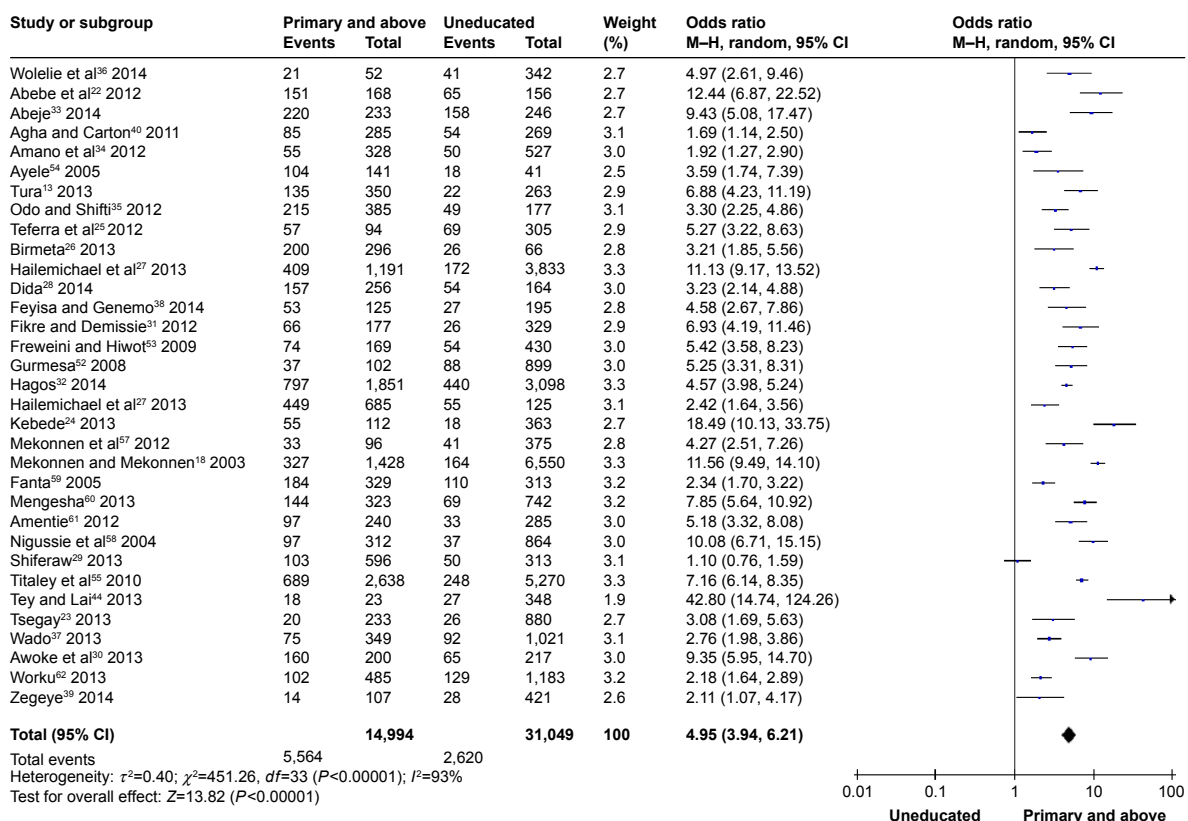 Study or subgroup Primary and above Uneducated Weight Odds ratio Odds ratio
Events Total Events Total (%) M–H, random, 95% CI M–H, random, 95% CI
Wolelie et al³⁶ 2014 21 52 41 342 2.7 4.97 (2.61, 9.46)
Abebe et al²² 2012 151 168 65 156 2.7 12.44 (6.87, 22.52)
Abeje³³ 2014 220 233 158 246 2.7 9.43 (5.08, 17.47)
Agha and Carton⁴⁰ 2011 85 285 54 269 3.1 1.69 (1.14, 2.50)
Amano et al³⁴ 2012 55 328 50 527 3.0 1.92 (1.27, 2.90)
Ayele⁵⁴ 2005 104 141 18 41 2.5 3.59 (1.74, 7.39)
Tura¹³ 2013 135 350 22 263 2.9 6.88 (4.23, 11.19)
Odo and Shifti³⁵ 2012 215 385 49 177 3.1 3.30 (2.25, 4.86)
Teferra et al²⁵ 2012 57 94 69 305 2.9 5.27 (3.22, 8.63)
Birmeta²⁶ 2013 200 296 26 66 2.8 3.21 (1.85, 5.56)
Hailemichael et al²⁷ 2013 409 1,191 172 3,833 3.3 11.13 (9.17, 13.52)
Dida²⁸ 2014 157 256 54 164 3.0 3.23 (2.14, 4.88)
Feyisa and Genemo³⁸ 2014 53 125 27 195 2.8 4.58 (2.67, 7.86)
Fikre and Demissie³¹ 2012 66 177 26 329 2.9 6.93 (4.19, 11.46)
Freweini and Hiwot⁵³ 2009 74 169 54 430 3.0 5.42 (3.58, 8.23)
Gurmesa⁵² 2008 37 102 88 899 3.0 5.25 (3.31, 8.31)
Hagos³² 2014 797 1,851 440 3,098 3.3 4.57 (3.98, 5.24)
Hailemichael et al²⁷ 2013 449 685 55 125 3.1 2.42 (1.64, 3.56)
Kebede²⁴ 2013 55 112 18 363 2.7 18.49 (10.13, 33.75)
Mekonnen et al⁵⁷ 2012 33 96 41 375 2.8 4.27 (2.51, 7.26)
Mekonnen and Mekonnen¹⁸ 2003 327 1,428 164 6,550 3.3 11.56 (9.49, 14.10)
Fanta⁵⁹ 2005 184 329 110 313 3.2 2.34 (1.70, 3.22)
Mengesha⁶⁰ 2013 144 323 69 742 3.2 7.85 (5.64, 10.92)
Amentie⁶¹ 2012 97 240 33 285 3.0 5.18 (3.32, 8.08)
Nigussie et al⁵⁸ 2004 97 312 37 864 3.0 10.08 (6.71, 15.15)
Shiferaw²⁹ 2013 103 596 50 313 3.1 1.10 (0.76, 1.59)
Titaley et al⁵⁵ 2010 689 2,638 248 5,270 3.3 7.16 (6.14, 8.35)
Tey and Lai⁴⁴ 2013 18 23 27 348 1.9 42.80 (14.74, 124.26)
Tsegay²³ 2013 20 233 26 880 2.7 3.08 (1.69, 5.63)
Wado³⁷ 2013 75 349 92 1,021 3.1 2.76 (1.98, 3.86)
Awoke et al³⁰ 2013 160 200 65 217 3.0 9.35 (5.95, 14.70)
Worku⁶² 2013 102 485 129 1,183 3.2 2.18 (1.64, 2.89)
Zegeye³⁹ 2014 14 107 28 421 2.6 2.11 (1.07, 4.17)
Total (95% CI) 14,994 31,049 100 4.95 (3.94, 6.21)
Total events 5,564 2,620
Heterogeneity: τ²=0.40; χ²=451.26, df=33 (P<0.00001); I²=93%
Test for overall effect: Z=13.82 (P<0.00001)
0.01 0.1 1 10 100
Uneducated Primary and above